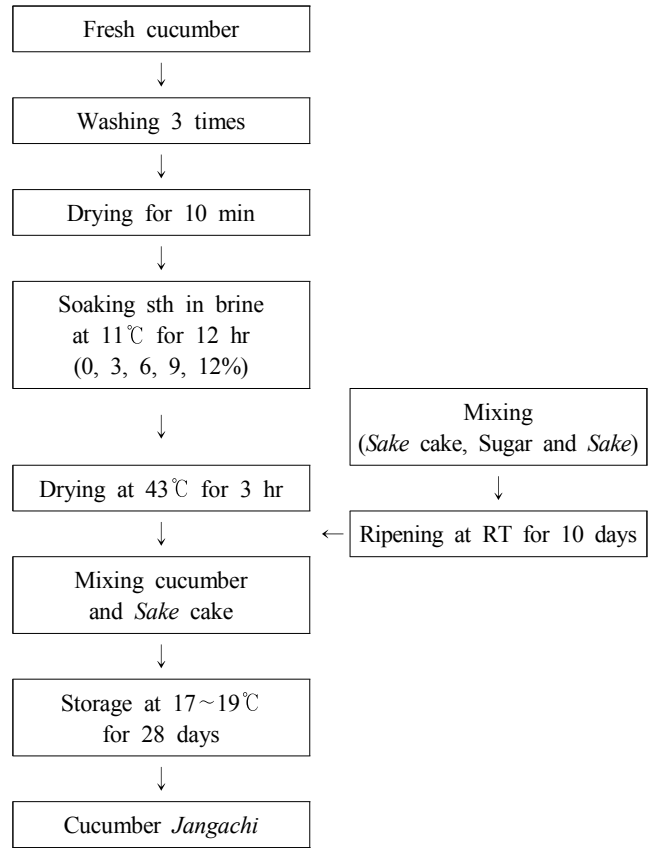 Fresh cucumber
↓
Washing 3 times
↓
Drying for 10 min
↓
Soaking sth in brine
at 11℃ for 12 hr
(0, 3, 6, 9, 12%)
↓
Drying at 43℃ for 3 hr
↓
Mixing
(Sake cake, Sugar and Sake)
↓
Ripening at RT for 10 days
←
Mixing cucumber
and Sake cake
↓
Storage at 17~19℃
for 28 days
↓
Cucumber Jangachi